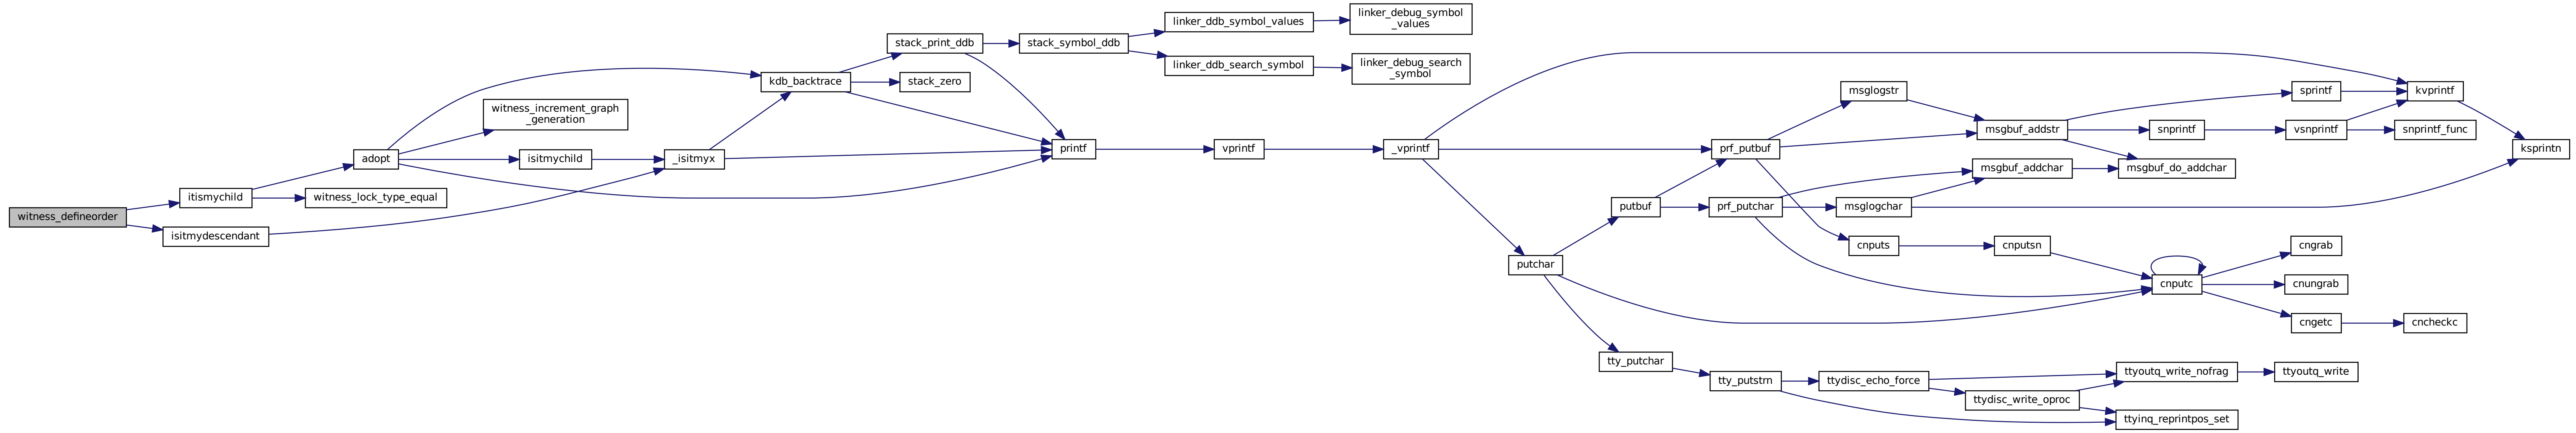 witness_defineorder
itismychild
isitmydescendant
adopt
witness_lock_type_equal
witness_increment_graph
_generation
isitmychild
_isitmyx
kdb_backtrace
stack_print_ddb
stack_zero
stack_symbol_ddb
printf
linker_ddb_symbol_values
linker_ddb_search_symbol
linker_debug_symbol
_values
linker_debug_search
_symbol
vprintf
_vprintf
putchar
putbuf
tty_putchar
prf_putbuf
prf_putchar
tty_putstrn
msglogstr
msglogchar
cnputs
ttydisc_echo_force
msgbuf_addstr
msgbuf_addchar
cnputsn
ttydisc_write_oproc
snprintf
msgbuf_do_addchar
cnputc
ttyoutq_write_nofrag
ttyinq_reprintpos_set
sprintf
vsnprintf
cngrab
cnungrab
cngetc
ttyoutq_write
kvprintf
snprintf_func
cncheckc
ksprintn